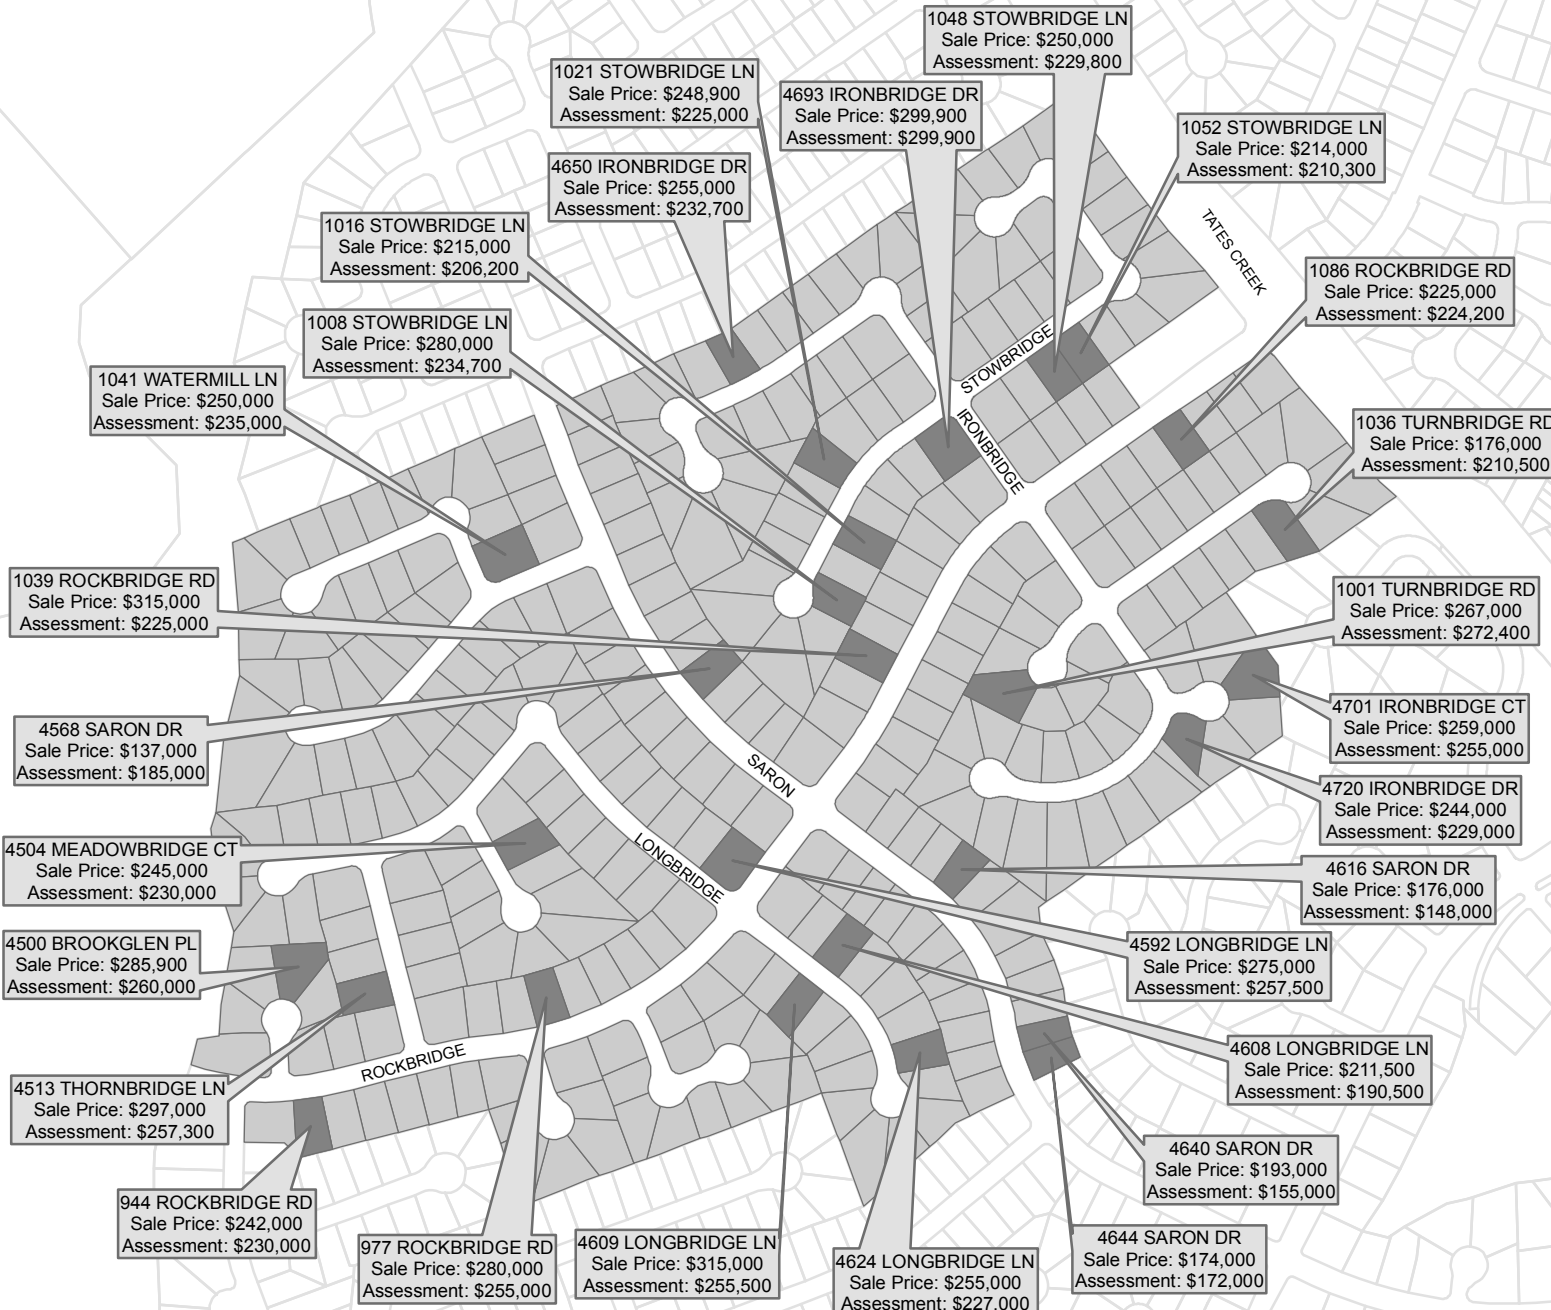 1048 STOWBRIDGE LN
Sale Price: $250,000
Assessment: $229,800
1021 STOWBRIDGE LN
Sale Price: $248,900
Assessment: $225,000
4693 IRONBRIDGE DR
Sale Price: $299,900
Assessment: $299,900
1052 STOWBRIDGE LN
Sale Price: $214,000
Assessment: $210,300
4650 IRONBRIDGE DR
Sale Price: $255,000
Assessment: $232,700
1016 STOWBRIDGE LN
Sale Price: $215,000
Assessment: $206,200
TATES CREEK
1086 ROCKBRIDGE RD
Sale Price: $225,000
Assessment: $224,200
1008 STOWBRIDGE LN
Sale Price: $280,000
Assessment: $234,700
STOWBRIDGE
1041 WATERMILL LN
Sale Price: $250,000
Assessment: $235,000
IRONBRIDGE
1036 TURNBRIDGE RD
Sale Price: $176,000
Assessment: $210,500
1039 ROCKBRIDGE RD
Sale Price: $315,000
Assessment: $225,000
1001 TURNBRIDGE RD
Sale Price: $267,000
Assessment: $272,400
4701 IRONBRIDGE CT
Sale Price: $259,000
Assessment: $255,000
4568 SARON DR
Sale Price: $137,000
Assessment: $185,000
SARON
4720 IRONBRIDGE DR
Sale Price: $244,000
Assessment: $229,000
4504 MEADOWBRIDGE CT
Sale Price: $245,000
Assessment: $230,000
LONGBRIDGE
4616 SARON DR
Sale Price: $176,000
Assessment: $148,000
4500 BROOKGLEN PL
Sale Price: $285,900
Assessment: $260,000
4592 LONGBRIDGE LN
Sale Price: $275,000
Assessment: $257,500
ROCKBRIDGE
4608 LONGBRIDGE LN
Sale Price: $211,500
Assessment: $190,500
4513 THORNBRIDGE LN
Sale Price: $297,000
Assessment: $257,300
4640 SARON DR
Sale Price: $193,000
Assessment: $155,000
944 ROCKBRIDGE RD
Sale Price: $242,000
Assessment: $230,000
977 ROCKBRIDGE RD
Sale Price: $280,000
Assessment: $255,000
4609 LONGBRIDGE LN
Sale Price: $315,000
Assessment: $255,500
4624 LONGBRIDGE LN
Sale Price: $255,000
Assessment: $227,000
4644 SARON DR
Sale Price: $174,000
Assessment: $172,000